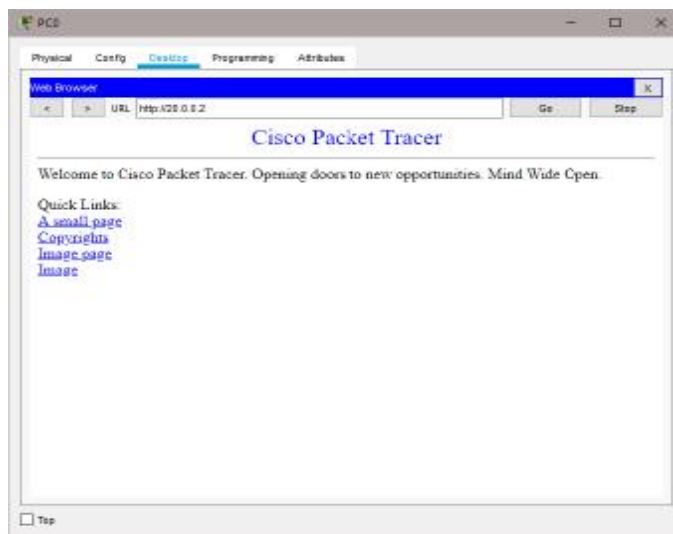 PC0
Physical Config Desktop Programming Attributes
Web Browser X
< > URL http://20.0.0.2 Go Stop
Cisco Packet Tracer
Welcome to Cisco Packet Tracer. Opening doors to new opportunities. Mind Wide Open.
Quick Links:
A small page
Copyrights
Image page
Image
Top